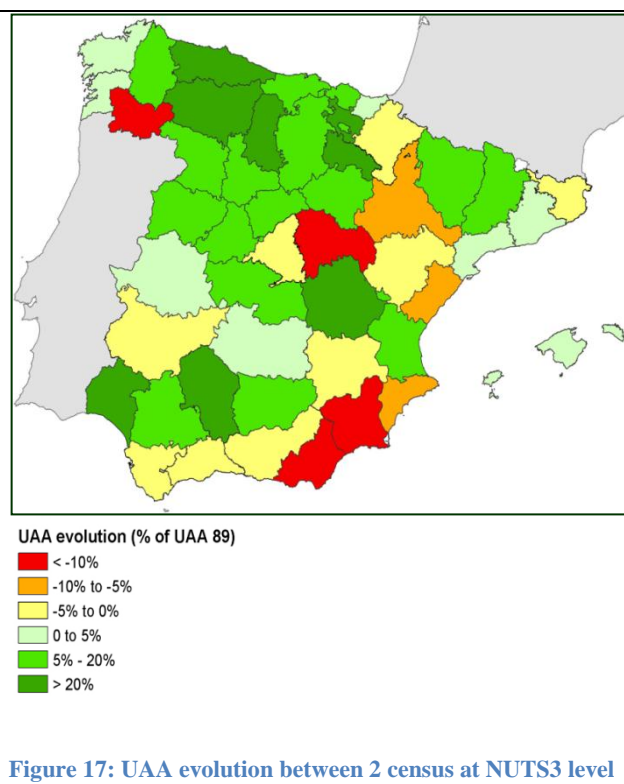 UAA evolution (% of UAA 89)
< -10%
-10% to -5%
-5% to 0%
0 to 5%
5% - 20%
> 20%
Figure 17: UAA evolution between 2 census at NUTS3 level